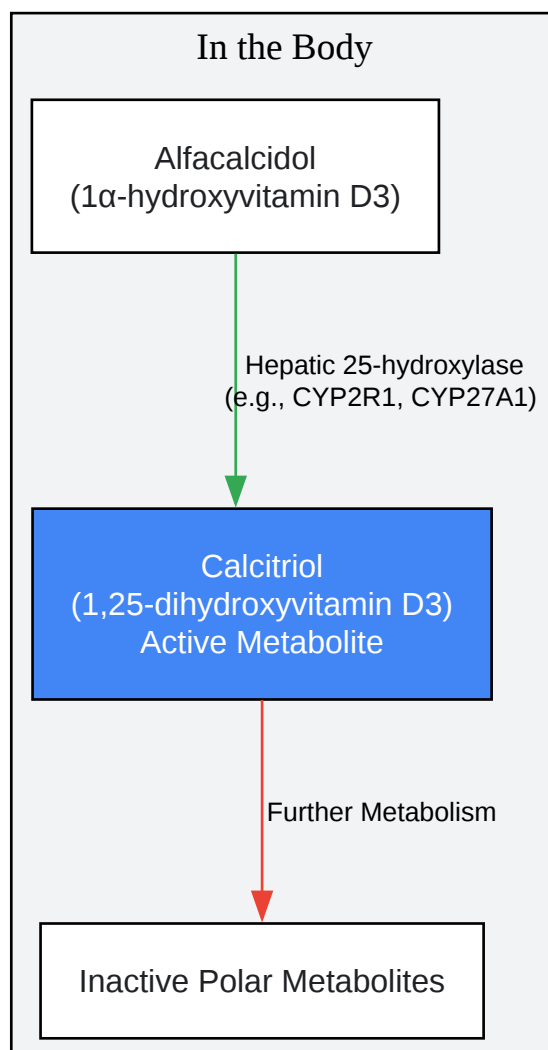 In the Body
Alfacalcidol
(1α-hydroxyvitamin D3)
Hepatic 25-hydroxylase
(e.g., CYP2R1, CYP27A1)
Calcitriol
(1,25-dihydroxyvitamin D3)
Active Metabolite
Further Metabolism
Inactive Polar Metabolites